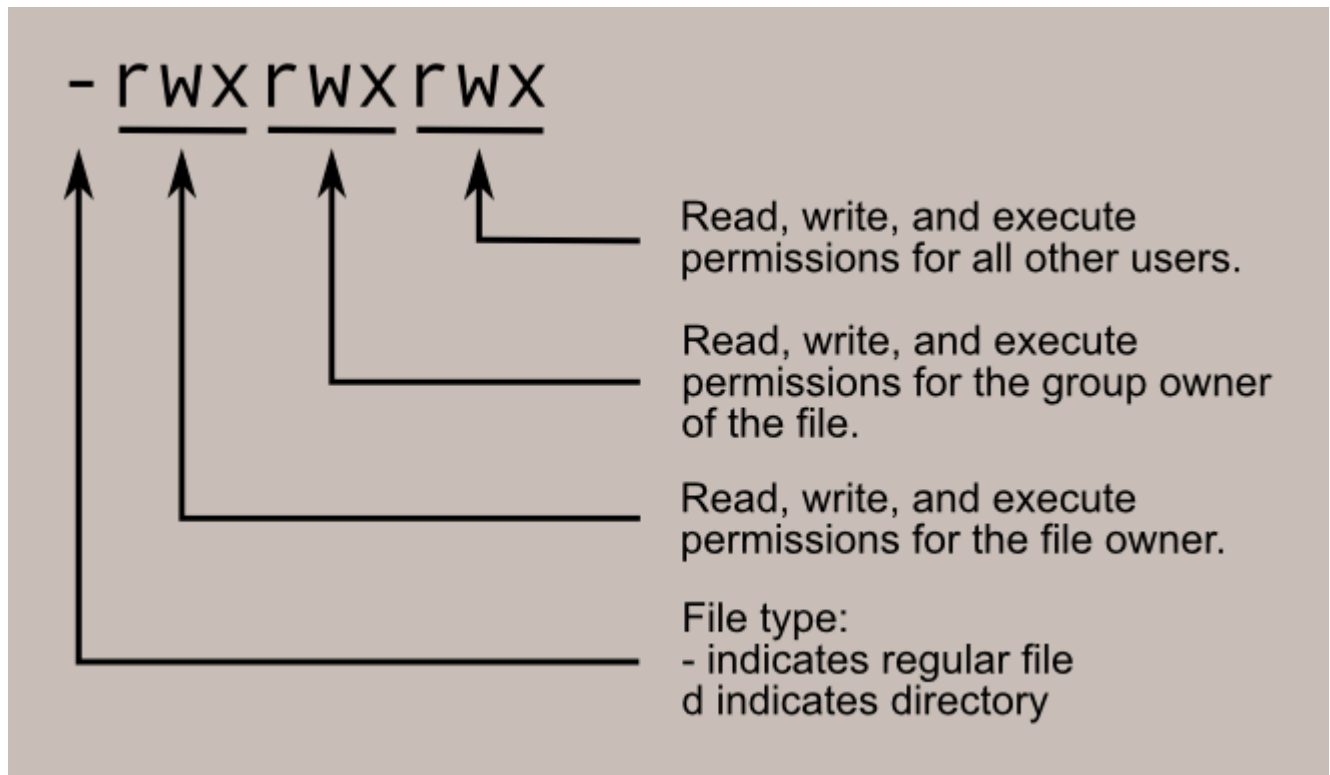 -rwxrwxrwx
Read, write, and execute
permissions for all other users.
Read, write, and execute
permissions for the group owner
of the file.
Read, write, and execute
permissions for the file owner.
File type:
- indicates regular file
d indicates directory